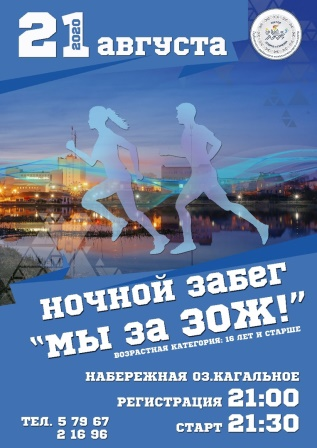 21 2020 августа
НОЧНОЙ ЗАБЕГ
"МЫ ЗА ЗОЖ!"
ВОЗРАСТНАЯ КАТЕГОРИЯ: 16 ЛЕТ И СТАРШЕ
НАБЕРЕЖНАЯ ОЗ.КАГАЛЬНОЕ
РЕГИСТРАЦИЯ 21:00
ТЕЛ. 5 79 67
СТАРТ 21:30
2 16 96